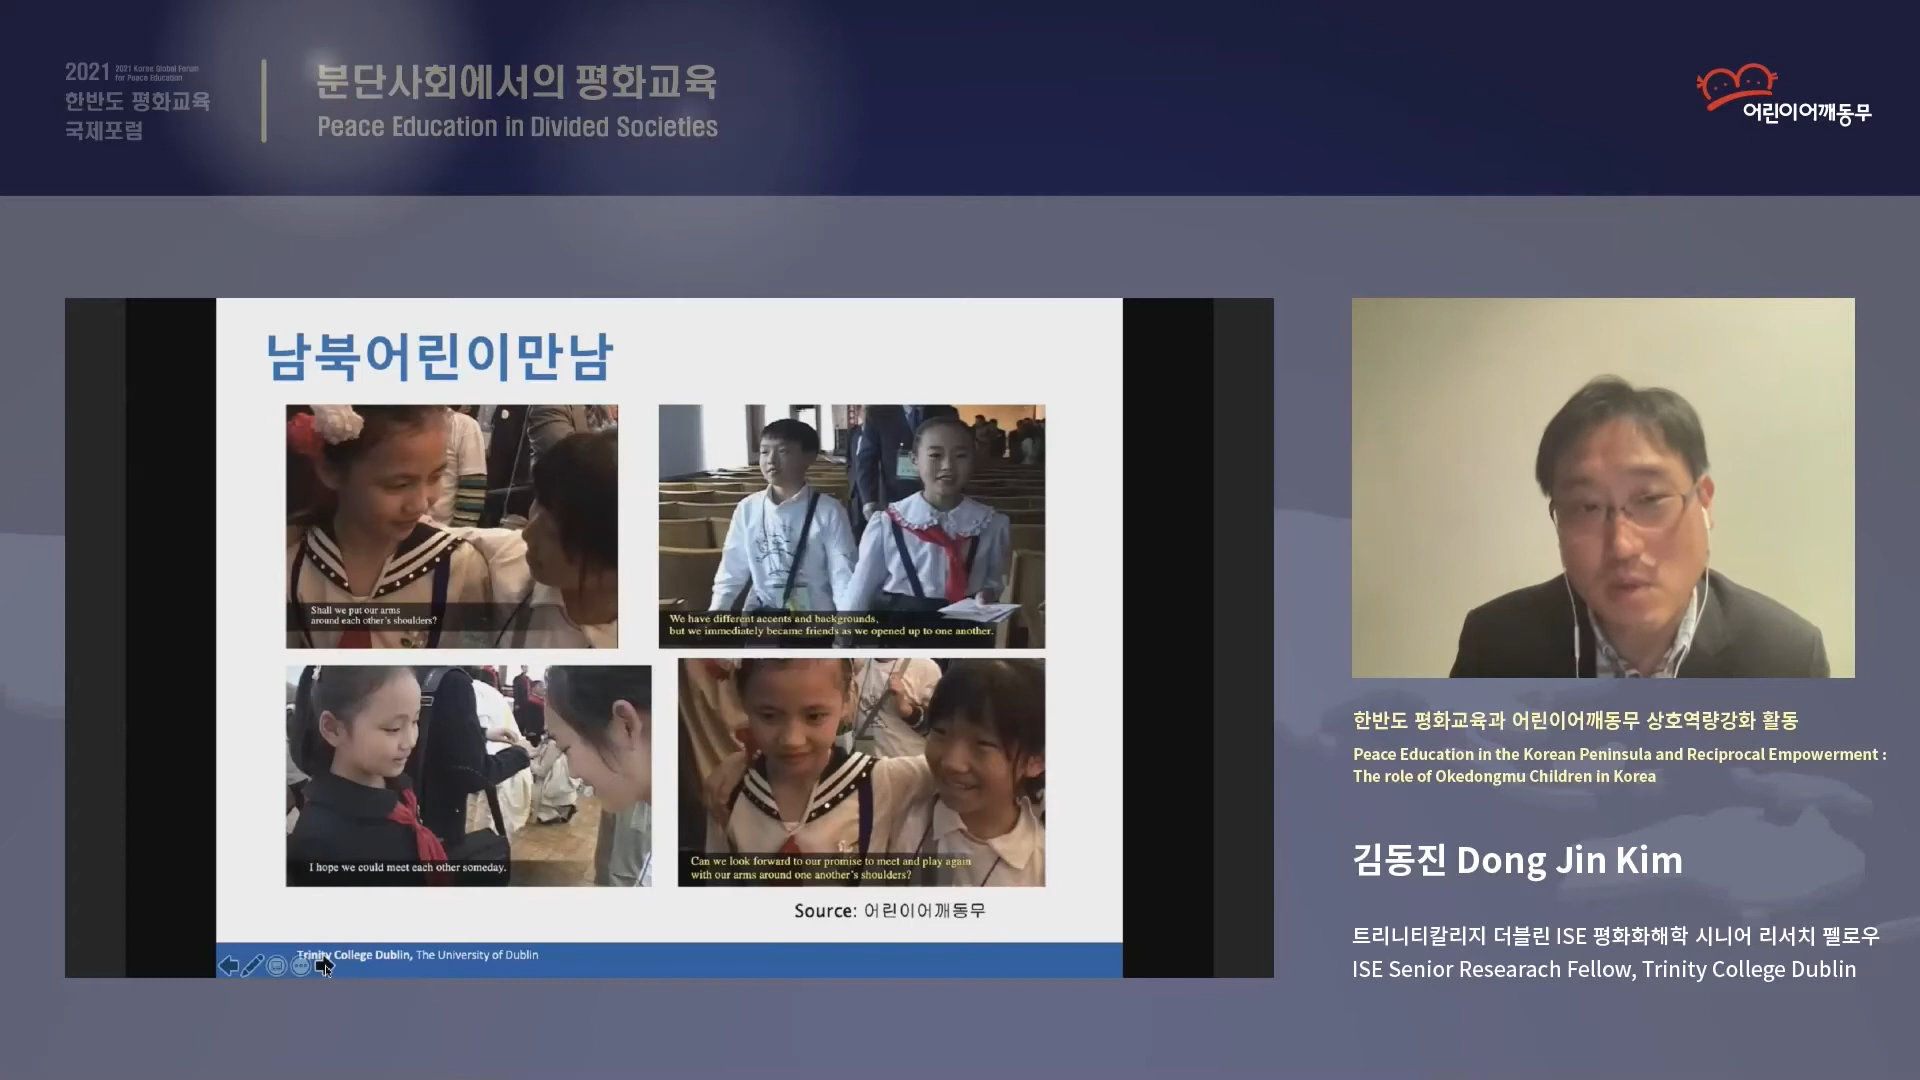 2021 2021 Korea Global Forum
for Peace Education
한반도 평화교육
국제포럼
분단사회에서의 평화교육
Peace Education in Divided Societies
어린이어깨동무
남북어린이만남
Shall we put our arms
around each other's shoulders?
We have different accents and backgrounds,
but we immediately became friends as we opened up to one another.
I hope we could meet each other someday.
Can we look forward to our promise to meet and play again
with our arms around one another's shoulders?
Source: 어린이어깨동무
Trinity College Dublin, The University of Dublin
한반도 평화교육과 어린이어깨동무 상호역량강화 활동
Peace Education in the Korean Peninsula and Reciprocal Empowerment :
The role of Okedongmu Children in Korea
김동진 Dong Jin Kim
트리니티칼리지 더블린 ISE 평화화해학 시니어 리서치 펠로우
ISE Senior Researach Fellow, Trinity College Dublin